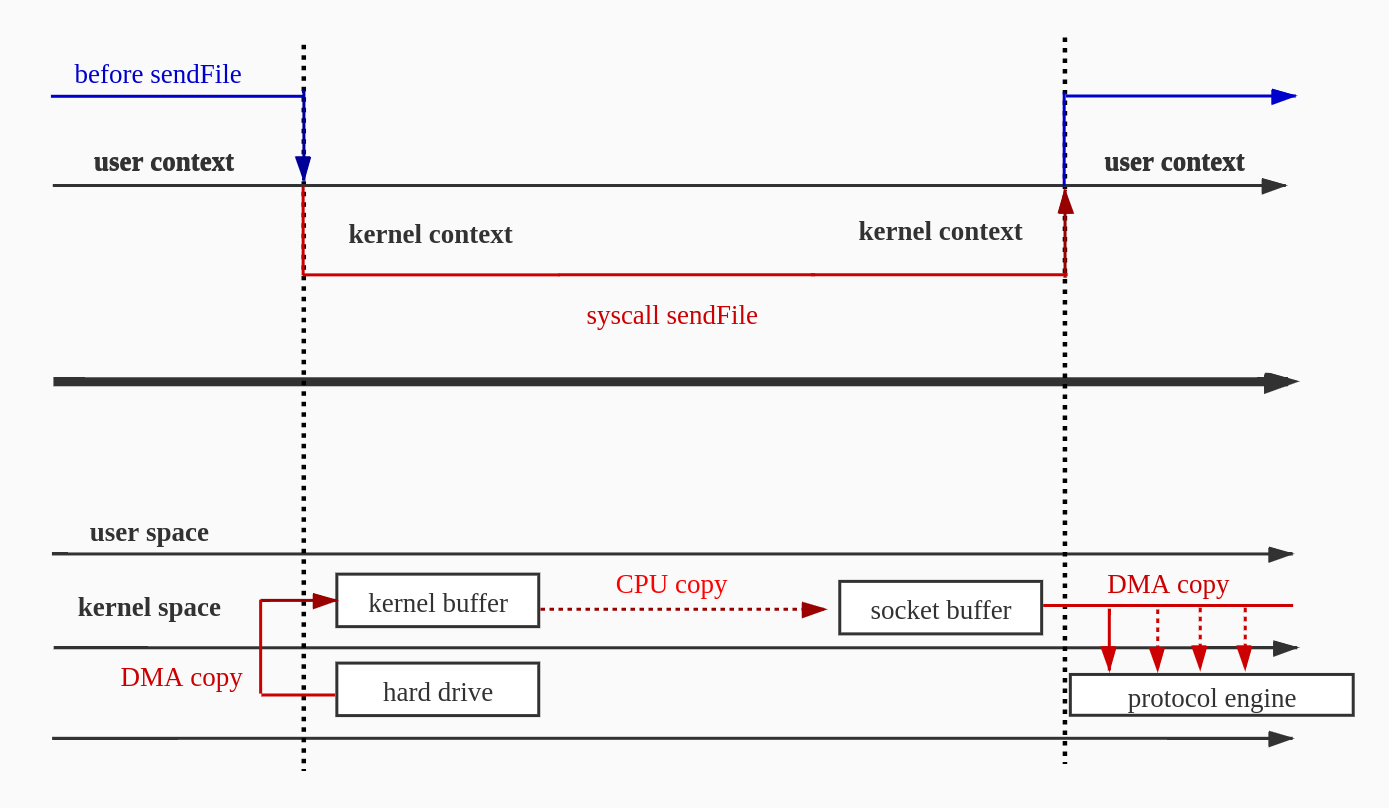 before sendFile
user context
user context
kernel context
kernel context
syscall sendFile
user space
CPU copy
DMA copy
kernel space
kernel buffer
socket buffer
DMA copy
hard drive
protocol engine